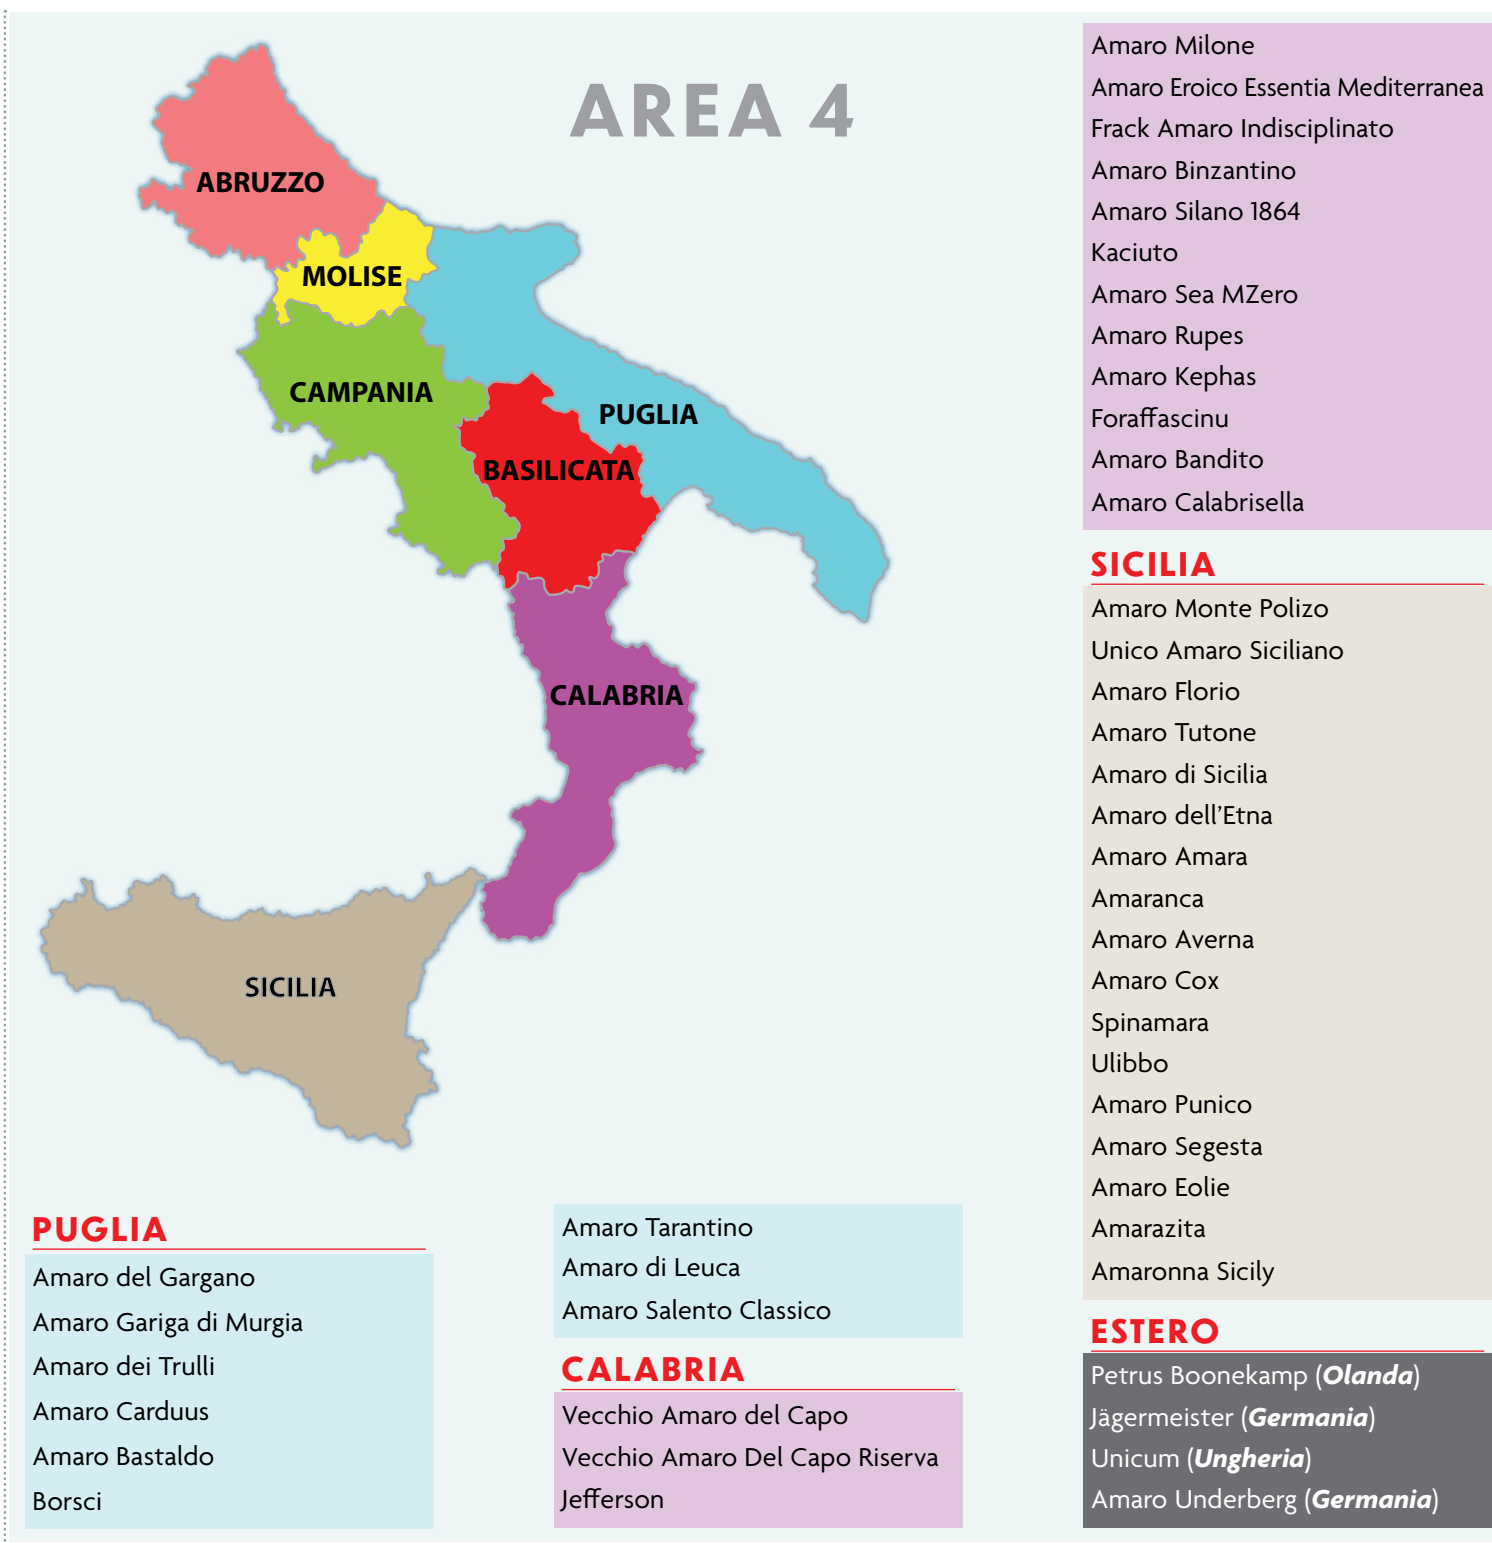 AREA 4
ABRUZZO
MOLISE
CAMPANIA
PUGLIA
BASILICATA
CALABRIA
SICILIA
PUGLIA
Amaro del Gargano
Amaro Gariga di Murgia
Amaro dei Trulli
Amaro Carduus
Amaro Bastaldo
Borsci
Amaro Tarantino
Amaro di Leuca
Amaro Salento Classico
CALABRIA
Vecchio Amaro del Capo
Vecchio Amaro Del Capo Riserva
Jefferson
Amaro Milone
Amaro Eroico Essentia Mediterranea
Frack Amaro Indisciplinato
Amaro Binzantino
Amaro Silano 1864
Kaciuto
Amaro Sea MZero
Amaro Rupes
Amaro Kephas
Foraffascinu
Amaro Bandito
Amaro Calabrisella
SICILIA
Amaro Monte Polizo
Unico Amaro Siciliano
Amaro Florio
Amaro Tutone
Amaro di Sicilia
Amaro dell'Etna
Amaro Amara
Amaranca
Amaro Averna
Amaro Cox
Spinamara
Ulibbo
Amaro Punico
Amaro Segesta
Amaro Eolie
Amarazita
Amaronna Sicily
ESTERO
Petrus Boonekamp (Olanda)
Jägermeister (Germania)
Unicum (Ungheria)
Amaro Underberg (Germania)